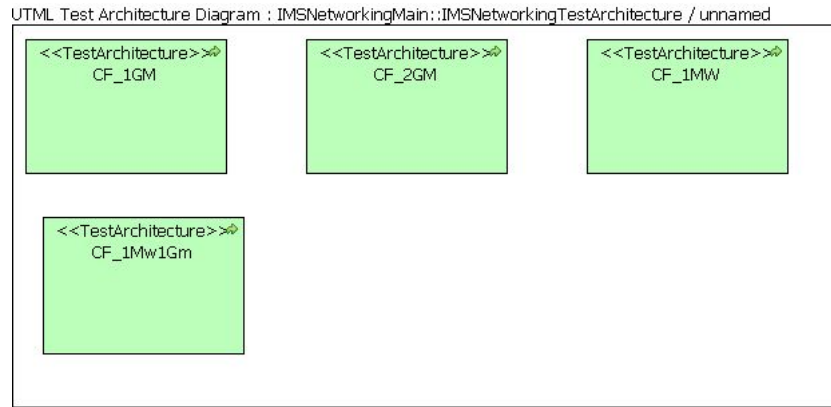 UTML Test Architecture Diagram : IMSNetworkingMain::IMSNetworkingTestArchitecture / unnamed
<<TestArchitecture>> <<TestArchitecture>> <<TestArchitecture>>
CF_1GM CF_2GM CF_1MW
<<TestArchitecture>>
CF_1Mw1Gm